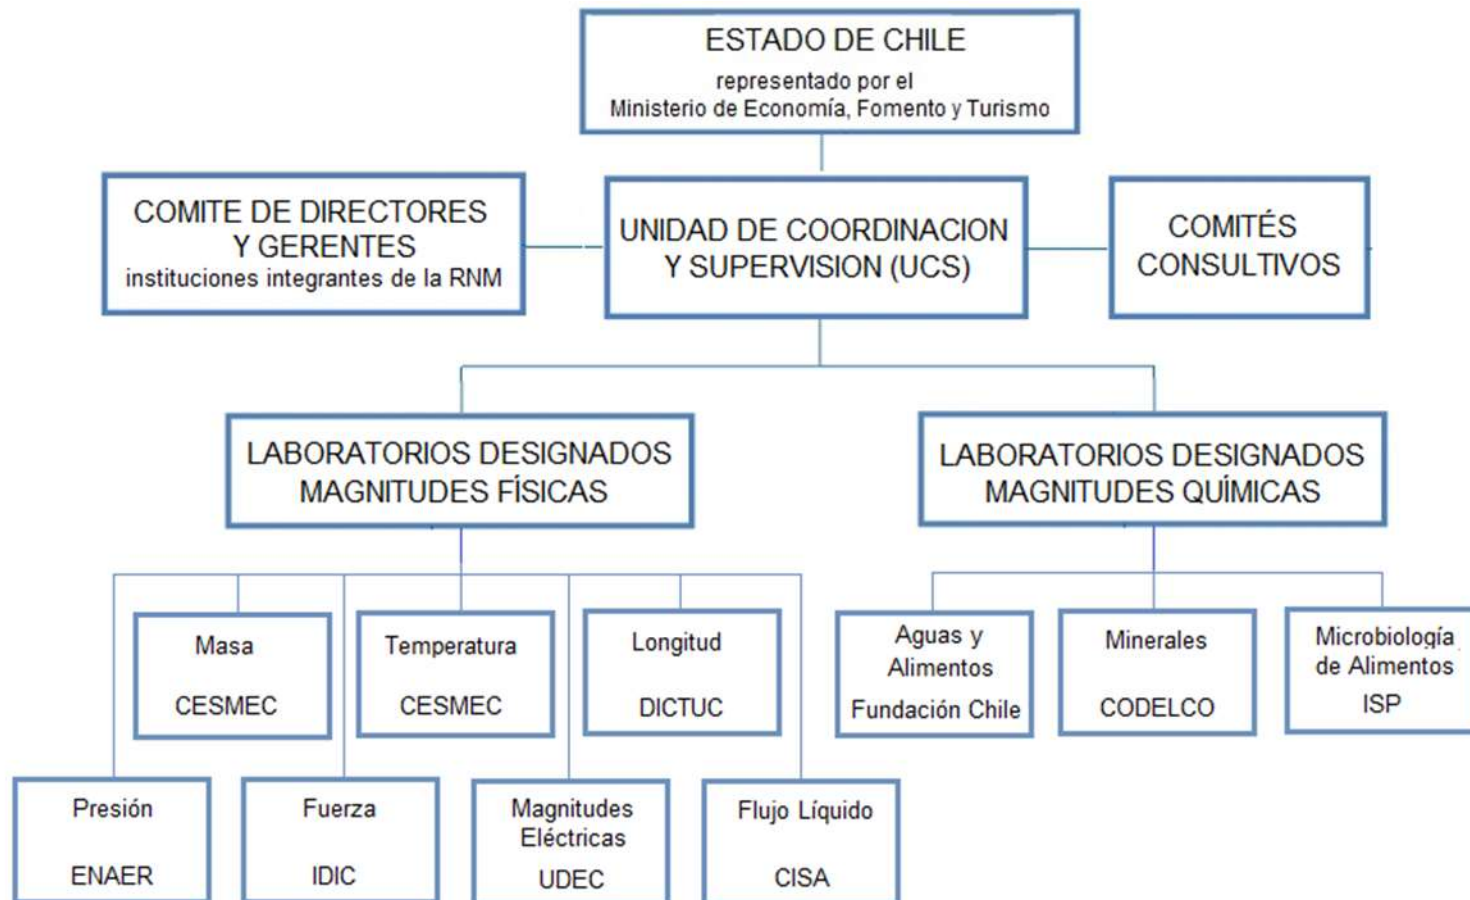 ESTADO DE CHILE
representado por el
Ministerio de Economía, Fomento y Turismo
COMITE DE DIRECTORES
Y GERENTES
instituciones integrantes de la RNM
UNIDAD DE COORDINACION
Y SUPERVISION (UCS)
COMITÉS
CONSULTIVOS
LABORATORIOS DESIGNADOS
MAGNITUDES FÍSICAS
LABORATORIOS DESIGNADOS
MAGNITUDES QUÍMICAS
Masa
CESMEC
Temperatura
CESMEC
Longitud
DICTUC
Aguas y
Alimentos
Fundación Chile
Minerales
CODELCO
Microbiología
de Alimentos
ISP
Presión
ENAER
Fuerza
IDIC
Magnitudes
Eléctricas
UDEC
Flujo Líquido
CISA